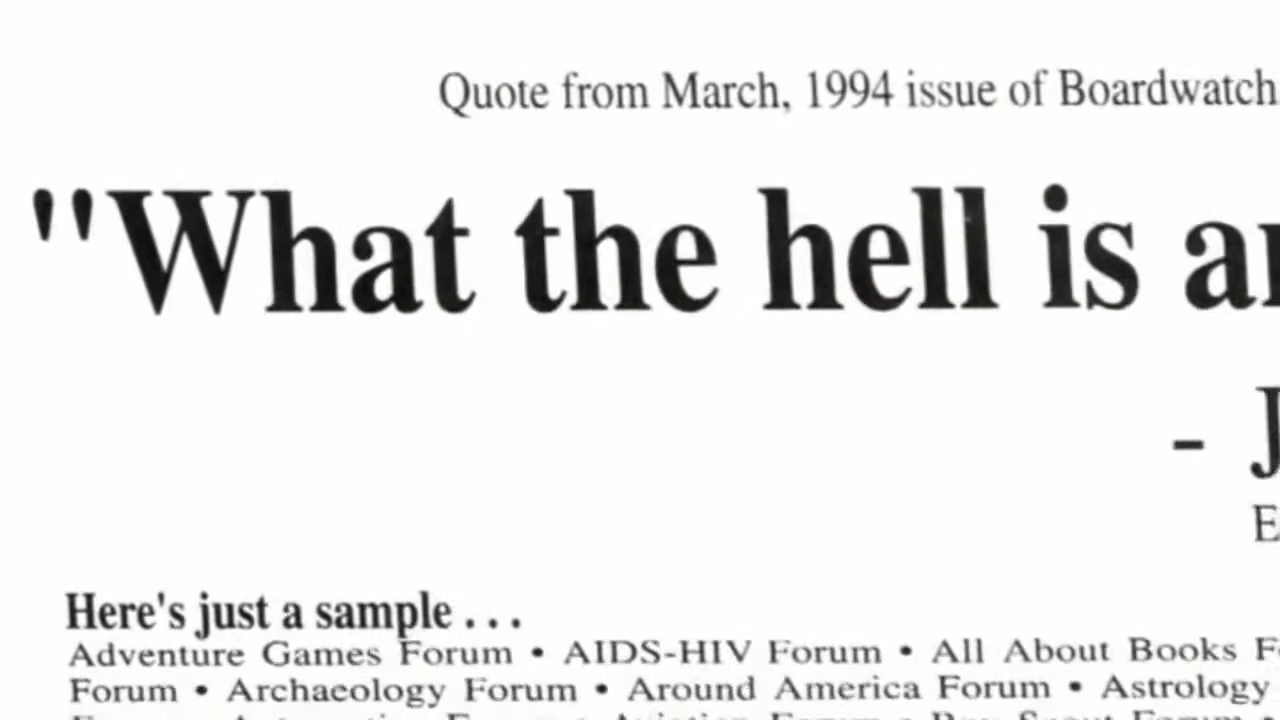 Quote from March, 1994 issue of Boardwatch
"What the hell is
- J
E
Here's just a sample . . .
Adventure Games Forum • AIDS-HIV Forum • All About Books
Forum • Archaeology Forum • Around America Forum • Astrology